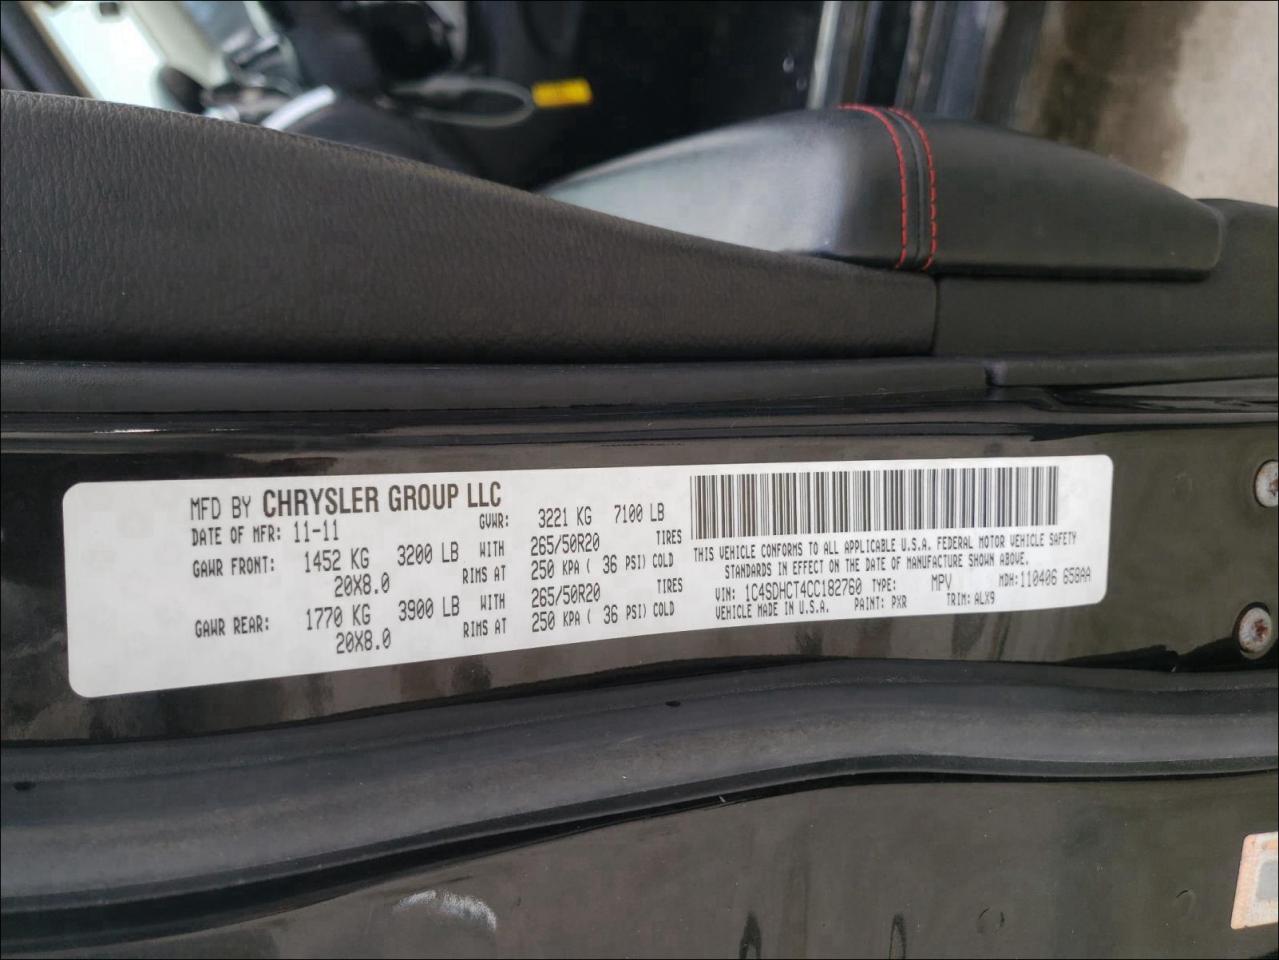 MFD BY CHRYSLER GROUP LLC
DATE OF MFR: 11-11 GVWR: 3221 KG 7100 LB
GAWR FRONT: 1452 KG 3200 LB WITH 265/50R20 TIRES
20X8.0 RIMS AT 250 KPA ( 36 PSI) COLD
GAWR REAR: 1770 KG 3900 LB WITH 265/50R20 TIRES
20X8.0 RIMS AT 250 KPA ( 36 PSI) COLD
THIS VEHICLE CONFORMS TO ALL APPLICABLE U.S.A. FEDERAL MOTOR VEHICLE SAFETY
STANDARDS IN EFFECT ON THE DATE OF MANUFACTURE SHOWN ABOVE.
VIN: 1C4SDHCT4CC182760 TYPE: MPV MDH:110406 658AA
VEHICLE MADE IN U.S.A. PAINT: PXR TRIM: ALX9